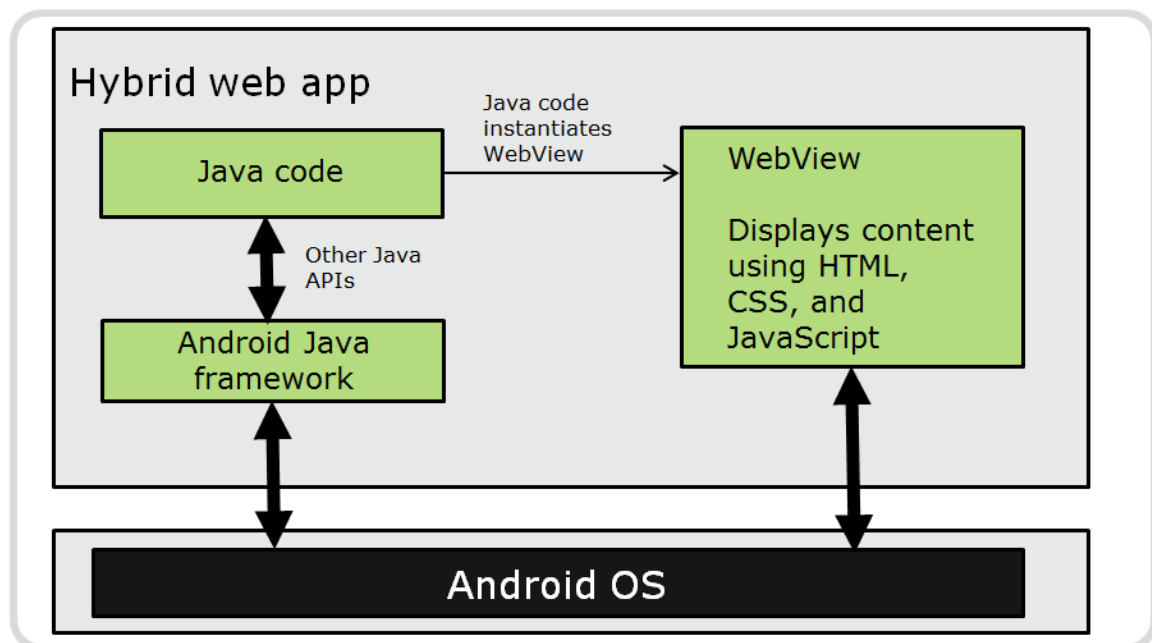 Hybrid web app
Java code
instantiates
WebView
Java code
WebView
Displays content
using HTML,
CSS, and
JavaScript
Other Java
APIs
Android Java
framework
Android OS